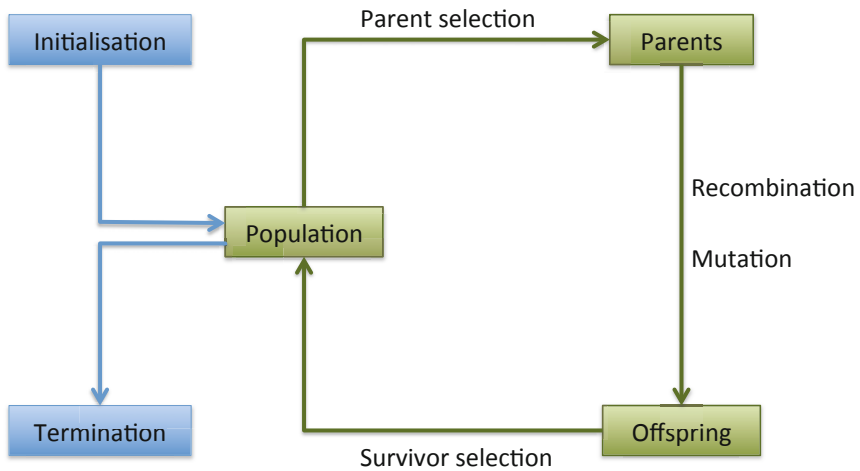 Parent selection
Initialisation
Parents
Recombination
Population
Mutation
Termination
Offspring
Survivor selection